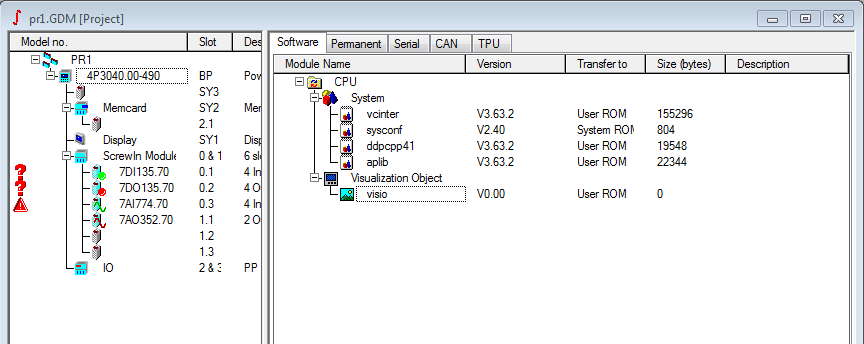 pr1.GDM [Project]
Model no. Slot Des
PR1
4P3040.00-490 BP Pow
SY3
Memcard SY2 Mem
2.1
Display SY1 Disp
ScrewIn Module 0 & 1 6 slo
7DI135.70 0.1 4 In
7DO135.70 0.2 4 Ou
7AI774.70 0.3 4 In
7AO352.70 1.1 2 O
1.2
1.3
IO 2 & 3 PP
Software Permanent Serial CAN TPU
Module Name Version Transfer to Size (bytes) Description
CPU
System
vcinter V3.63.2 User ROM 155296
sysconf V2.40 System ROM 804
ddpcpp41 V3.63.2 User ROM 19548
aplib V3.63.2 User ROM 22344
Visualization Object
visio V0.00 User ROM 0